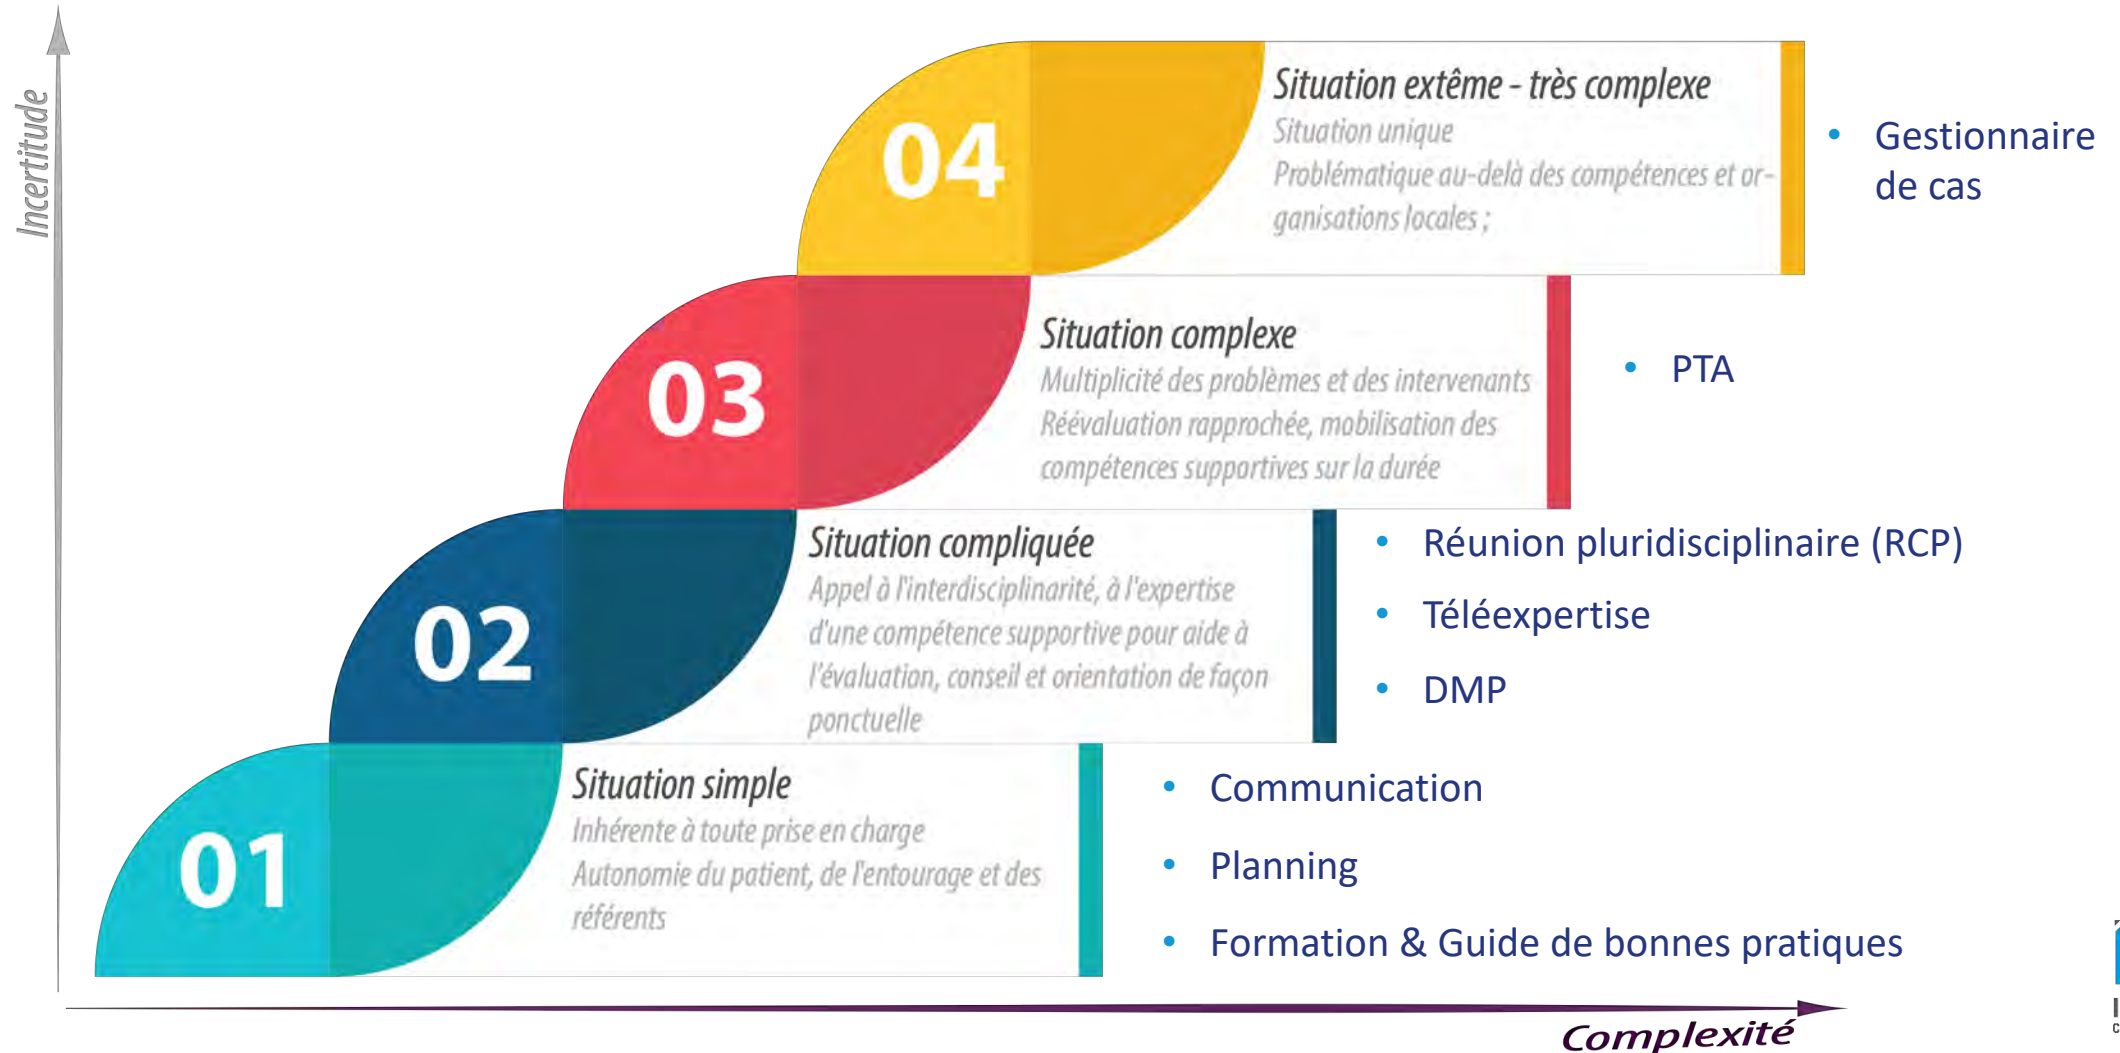 Incertitude
04
Situation extême - très complexe
Situation unique
Problématique au-delà des compétences et or-
ganisations locales ;
• Gestionnaire
de cas
03
Situation complexe
Multiplicité des problèmes et des intervenants
Réévaluation rapprochée, mobilisation des
compétences supportives sur la durée
• PTA
02
Situation compliquée
Appel à l'interdisciplinarité, à l'expertise
d'une compétence supportive pour aide à
l'évaluation, conseil et orientation de façon
ponctuelle
• Réunion pluridisciplinaire (RCP)
• Téléexpertise
• DMP
01
Situation simple
Inhérente à toute prise en charge
Autonomie du patient, de l'entourage et des
référents
• Communication
• Planning
• Formation & Guide de bonnes pratiques
Complexité